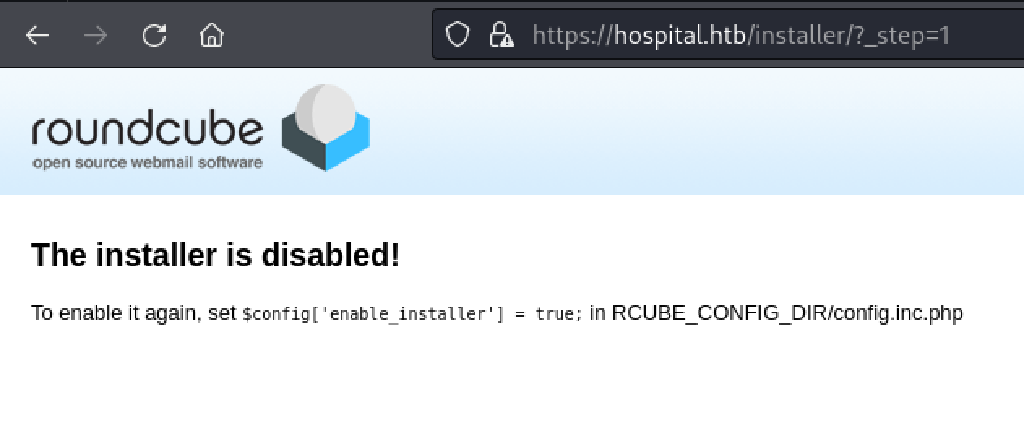 https://hospital.htb/installer/?_step=1
roundcube
open source webmail software
The installer is disabled!
To enable it again, set $config['enable_installer'] = true; in RCUBE_CONFIG_DIR/config.inc.php